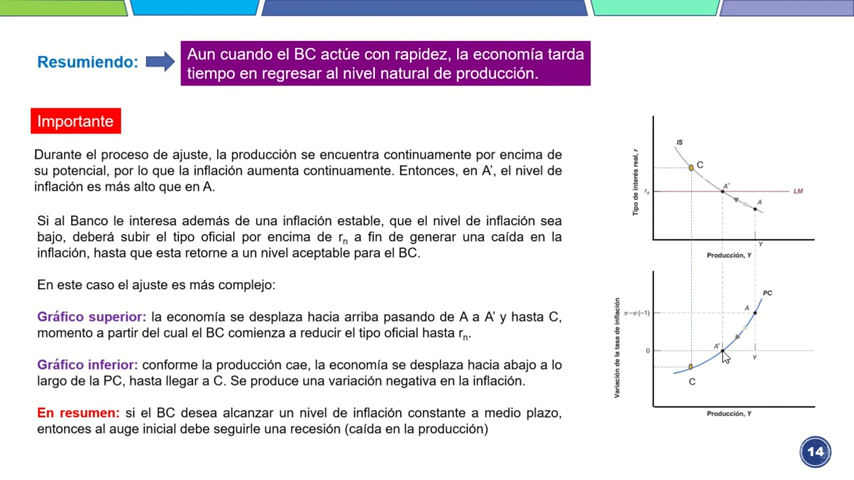 Resumiendo:
Aun cuando el BC actúe con rapidez, la economía tarda
tiempo en regresar al nivel natural de producción.
Importante
Durante el proceso de ajuste, la producción se encuentra continuamente por encima de
su potencial, por lo que la inflación aumenta continuamente. Entonces, en A', el nivel de
inflación es más alto que en A.
Si al Banco le interesa además de una inflación estable, que el nivel de inflación sea
bajo, deberá subir el tipo oficial por encima de rn a fin de generar una caída en la
inflación, hasta que esta retorne a un nivel aceptable para el BC.
En este caso el ajuste es más complejo:
Gráfico superior: la economía se desplaza hacia arriba pasando de A a A' y hasta C,
momento a partir del cual el BC comienza a reducir el tipo oficial hasta rn.
Gráfico inferior: conforme la producción cae, la economía se desplaza hacia abajo a lo
largo de la PC, hasta llegar a C. Se produce una variación negativa en la inflación.
En resumen: si el BC desea alcanzar un nivel de inflación constante a medio plazo,
entonces al auge inicial debe seguirle una recesión (caída en la producción)
Tipo de interés real, r
IS
C
rn
A'
LM
A
Y
Producción, Y
Variación de la tasa de inflación
PC
π–π(–1)
A
0
A'
Y
C
Producción, Y
14